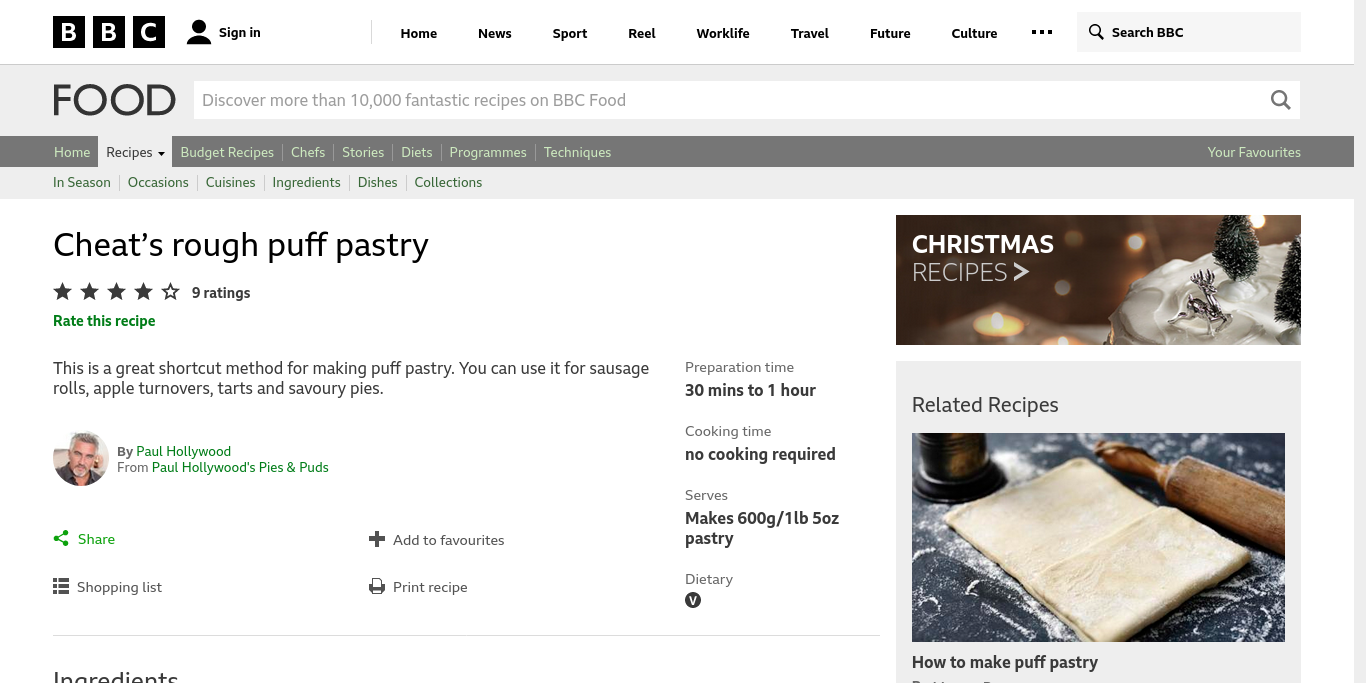 BBC
Sign in
Home
News
Sport
Reel
Worklife
Travel
Future
Culture
Search BBC
FOOD
Discover more than 10,000 fantastic recipes on BBC Food
Home
Recipes
Budget Recipes
Chefs
Stories
Diets
Programmes
Techniques
Your Favourites
In Season
Occasions
Cuisines
Ingredients
Dishes
Collections
Cheat’s rough puff pastry
9 ratings
Rate this recipe
This is a great shortcut method for making puff pastry. You can use it for sausage
rolls, apple turnovers, tarts and savoury pies.
By Paul Hollywood
From Paul Hollywood's Pies & Puds
Share
Add to favourites
Shopping list
Print recipe
Preparation time
30 mins to 1 hour
Cooking time
no cooking required
Serves
Makes 600g/1lb 5oz
pastry
Dietary
V
Ingredients
CHRISTMAS
RECIPES >
Related Recipes
How to make puff pastry